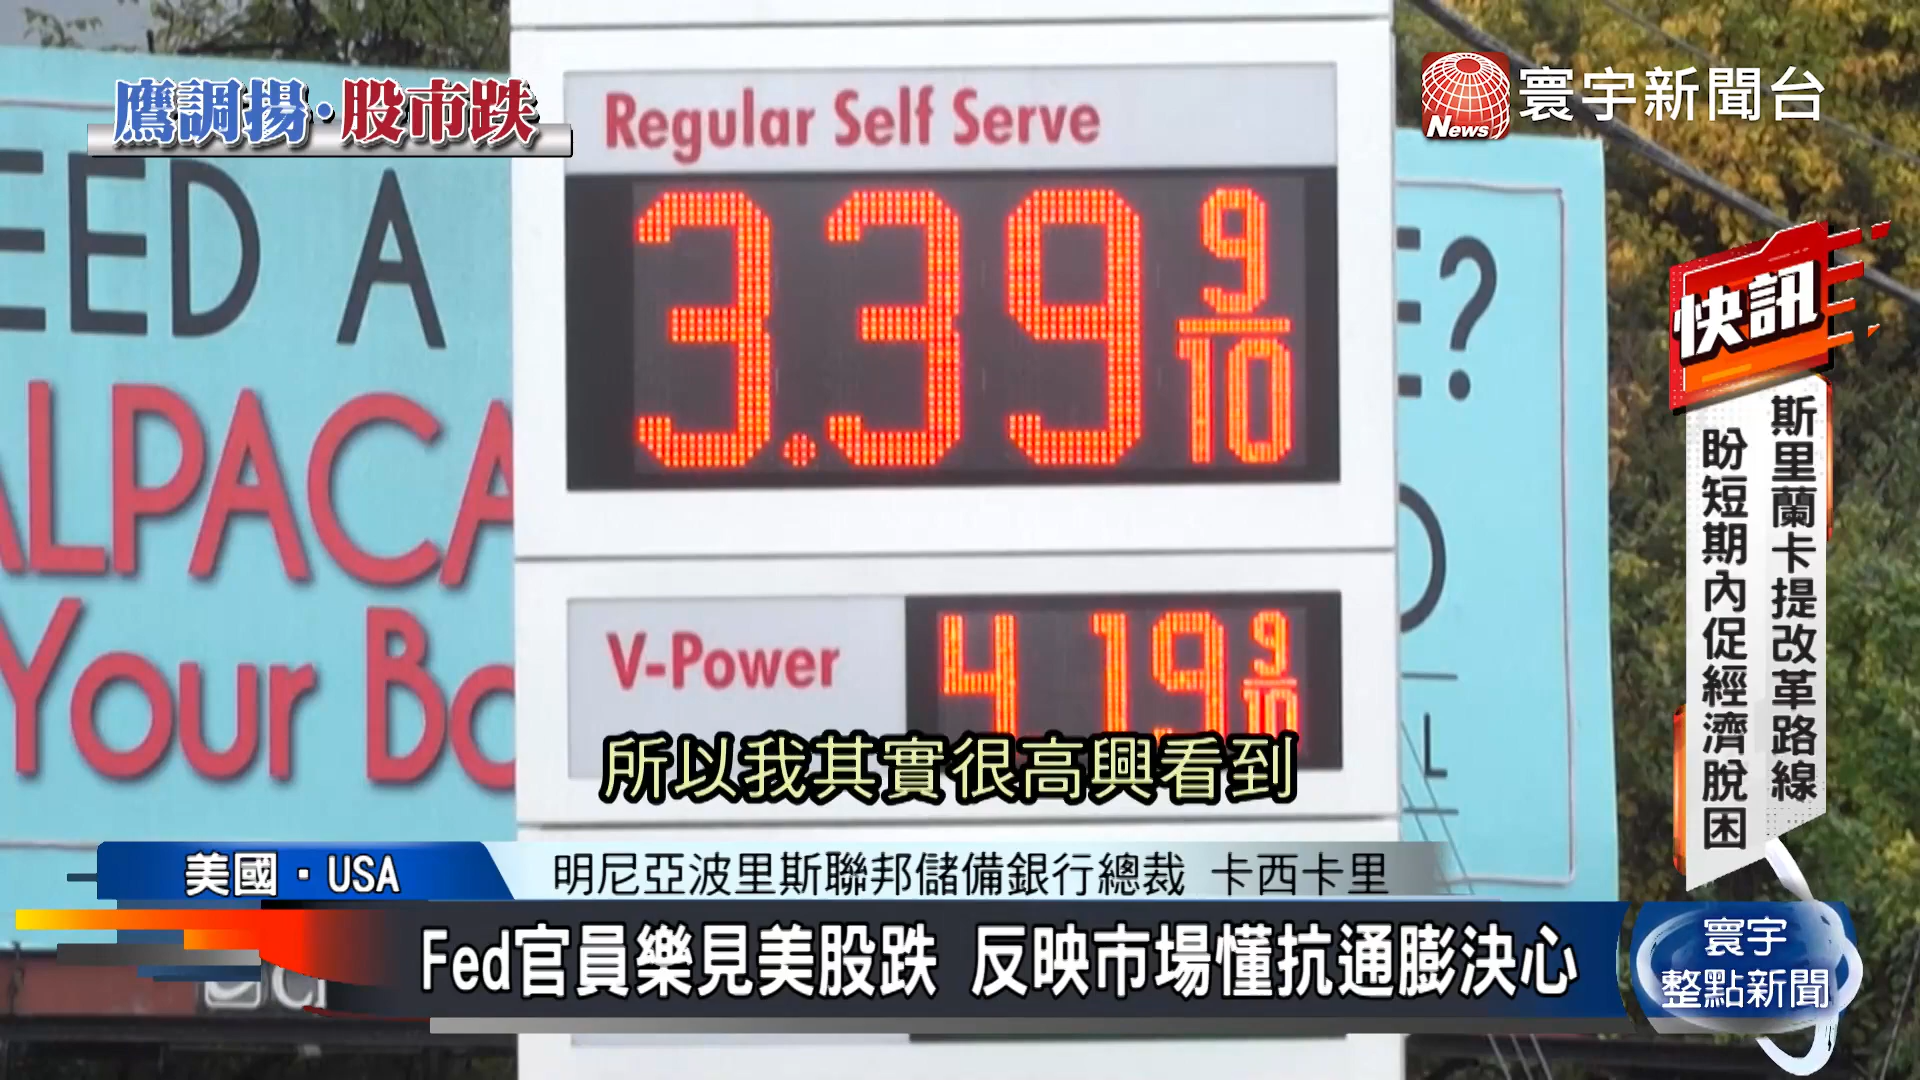 鷹調揚·股市跌
News
寰宇新聞台
Regular Self Serve
3.39 9/10
EED A
E?
ALPACA
Your Bo
V-Power
4.19 9/10
L
快訊
斯里蘭卡提改革路線
盼短期內促經濟脫困
所以我其實很高興看到
美國·USA
明尼亞波里斯聯邦儲備銀行總裁 卡西卡里
Fed官員樂見美股跌 反映市場懂抗通膨決心
寰宇
整點新聞